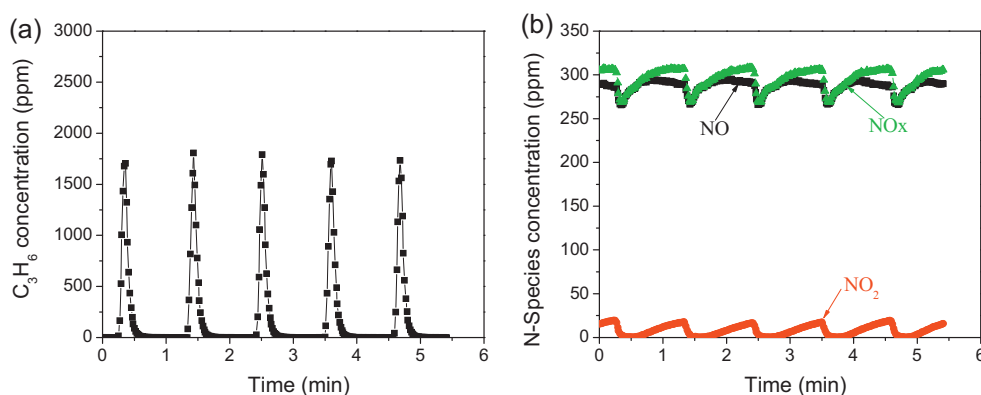 (a)
3000
2500
2000
1500
1000
500
0
C₃H₆ concentration (ppm)
0 1 2 3 4 5 6
Time (min)
(b)
350
300
250
200
150
100
50
0
N-Species concentration (ppm)
NO
NOx
NO₂
0 1 2 3 4 5 6
Time (min)